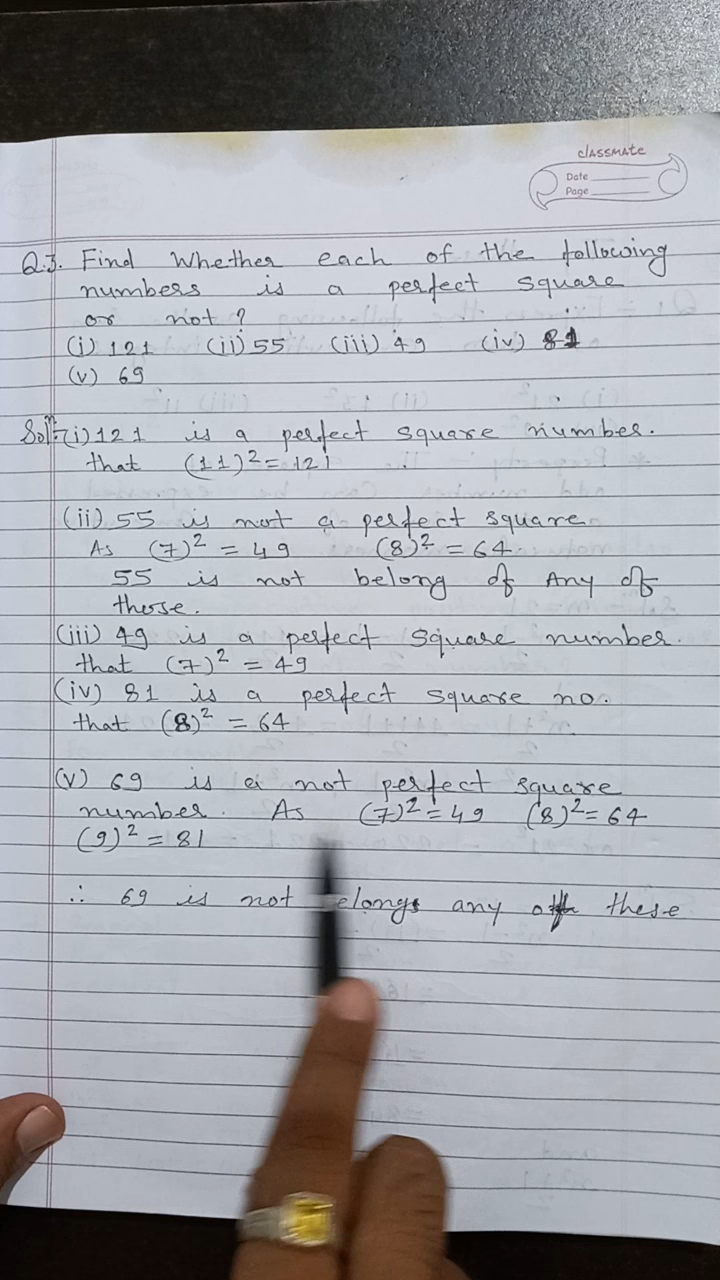 classmate
Date
Page
Q.3. Find whether each of the following
numbers is a perfect square
or not?
(i) 121 (ii) 55 (iii) 49 (iv) 81
(v) 69
Sol:- (i) 121 is a perfect square number.
that (11)² = 121
(ii) 55 is not a perfect square
As (7)² = 49 (8)² = 64.
55 is not belong of Any of
these.
(iii) 49 is a perfect square number.
that (7)² = 49
(iv) 81 is a perfect square no.
that (8)² = 64
(v) 69 is a not perfect square
number. As (7)² = 49 (8)² = 64
(9)² = 81
∴ 69 is not elongs any of these